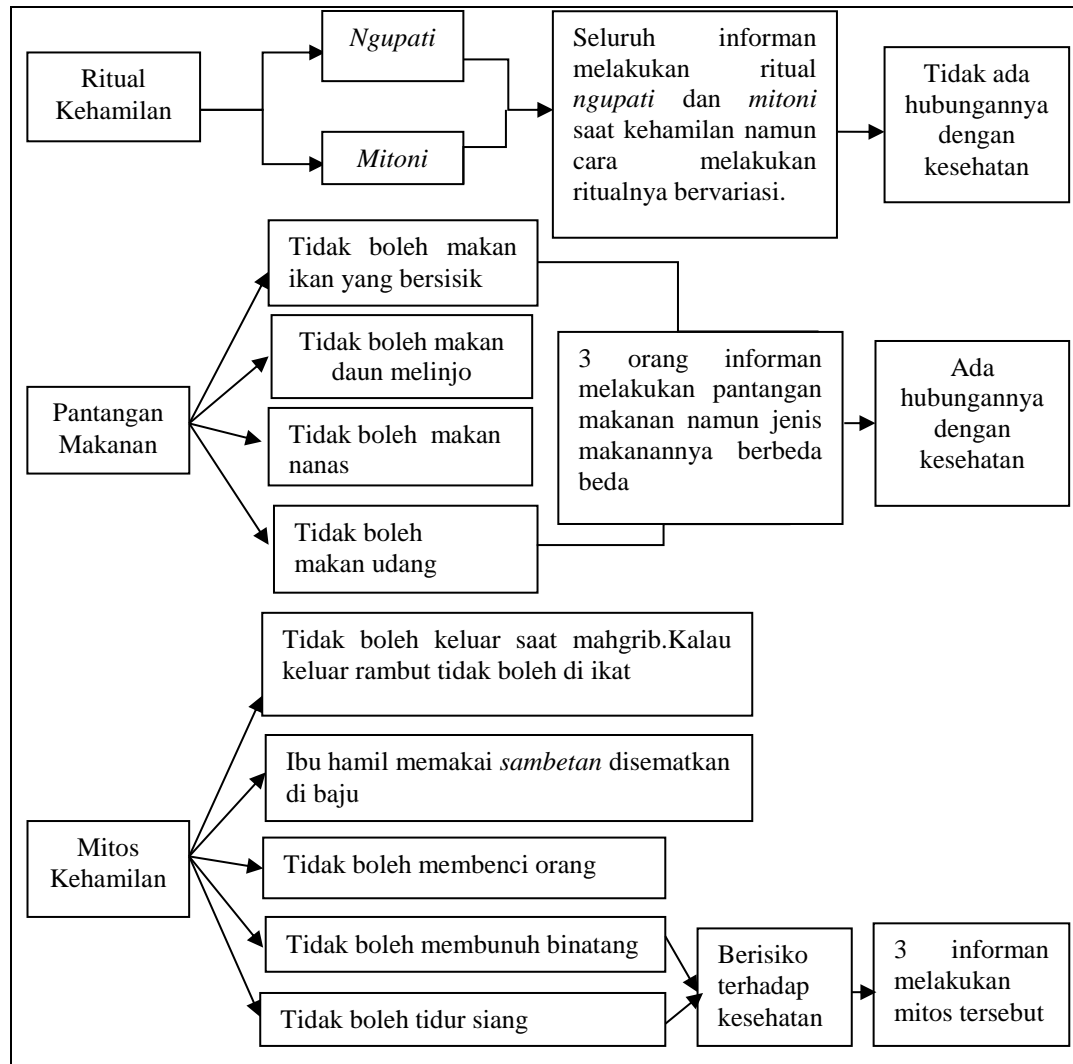 Ritual
Kehamilan
Ngupati
Mitoni
Seluruh informan
melakukan ritual
ngupati dan mitoni
saat kehamilan namun
cara melakukan
ritualnya bervariasi.
Tidak ada
hubungannya
dengan
kesehatan
Pantangan
Makanan
Tidak boleh makan
ikan yang bersisik
Tidak boleh makan
daun melinjo
Tidak boleh makan
nanas
Tidak boleh
makan udang
3 orang informan
melakukan pantangan
makanan namun jenis
makanannya berbeda
beda
Ada
hubungannya
dengan
kesehatan
Mitos
Kehamilan
Tidak boleh keluar saat mahgrib.Kalau
keluar rambut tidak boleh di ikat
Ibu hamil memakai sambetan disematkan
di baju
Tidak boleh membenci orang
Tidak boleh membunuh binatang
Tidak boleh tidur siang
Berisiko
terhadap
kesehatan
3 informan
melakukan
mitos tersebut